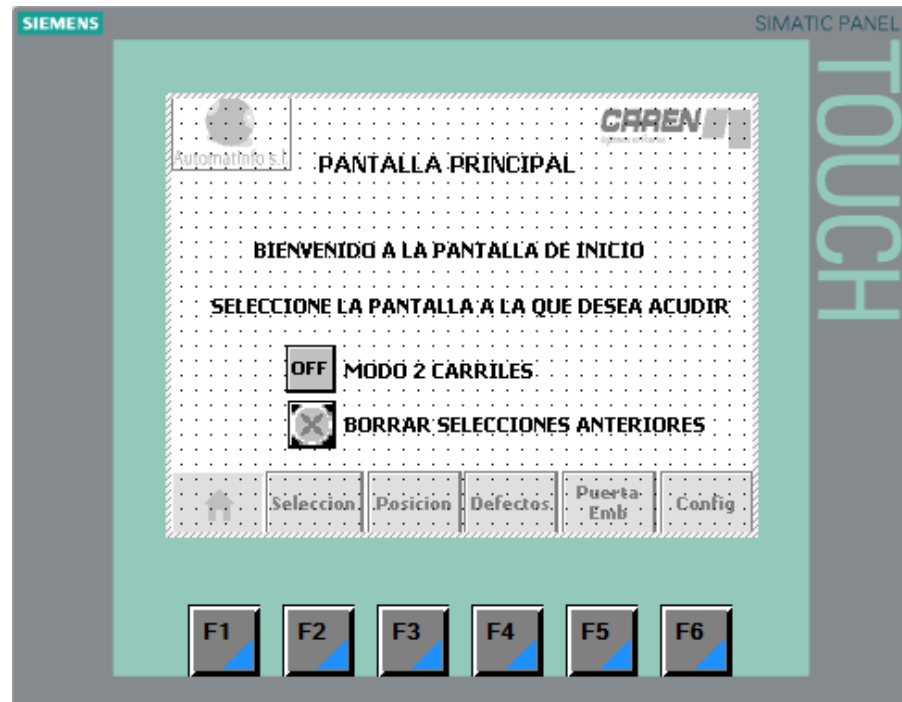 SIEMENS
SIMATIC PANEL
TOUCH
CAREN
Automatinfo s.l.
PANTALLA PRINCIPAL
BIENVENIDO A LA PANTALLA DE INICIO
SELECCIONE LA PANTALLA A LA QUE DESEA ACUDIR
OFF MODO 2 CARRILES
BORRAR SELECCIONES ANTERIORES
Seleccion Posicion Defectos Puerta Emb Config
F1 F2 F3 F4 F5 F6